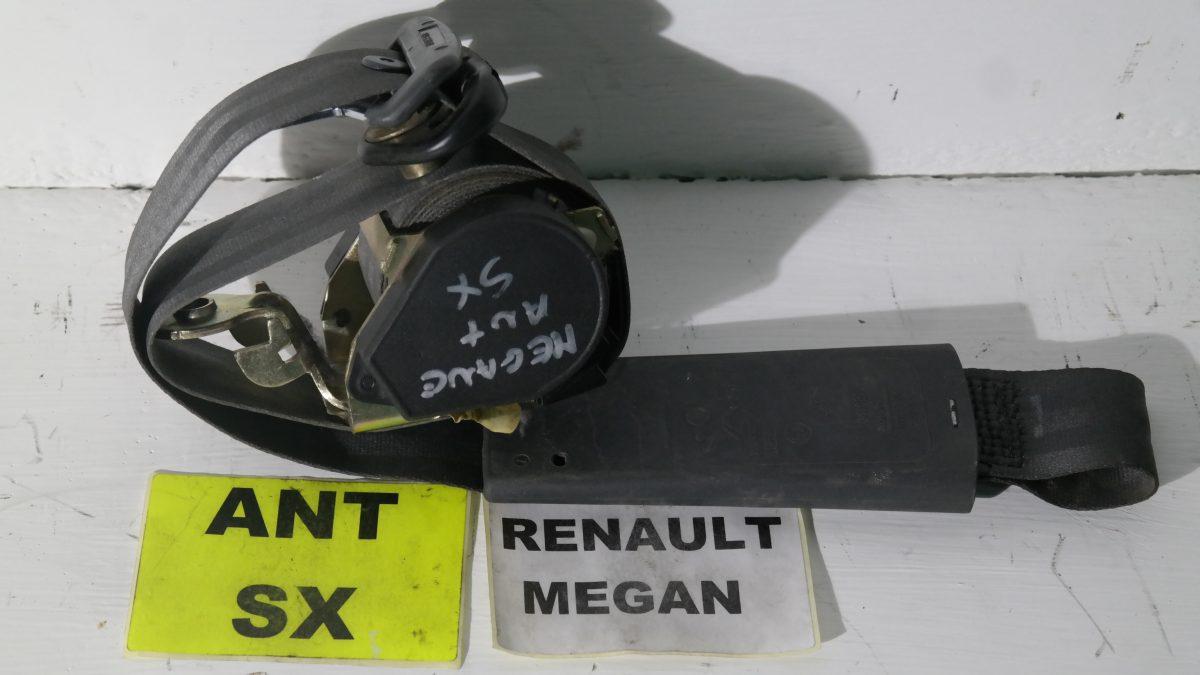 MEGANE
ANT
SX
ANT
SX
RENAULT
MEGAN